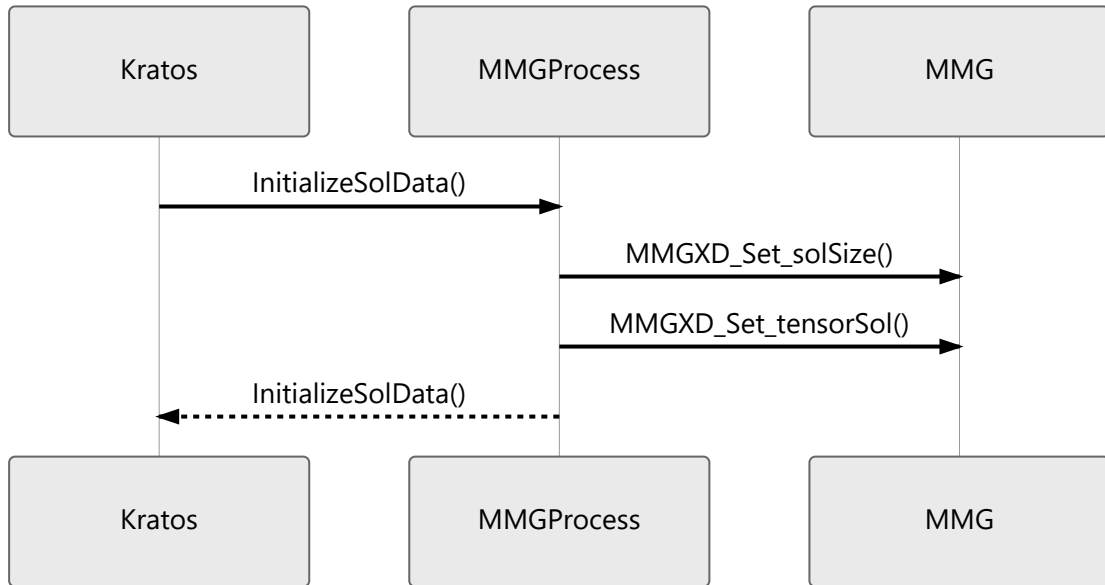 Kratos
MMGProcess
MMG
InitializeSolData()
MMGXD_Set_solSize()
MMGXD_Set_tensorSol()
InitializeSolData()
Kratos
MMGProcess
MMG